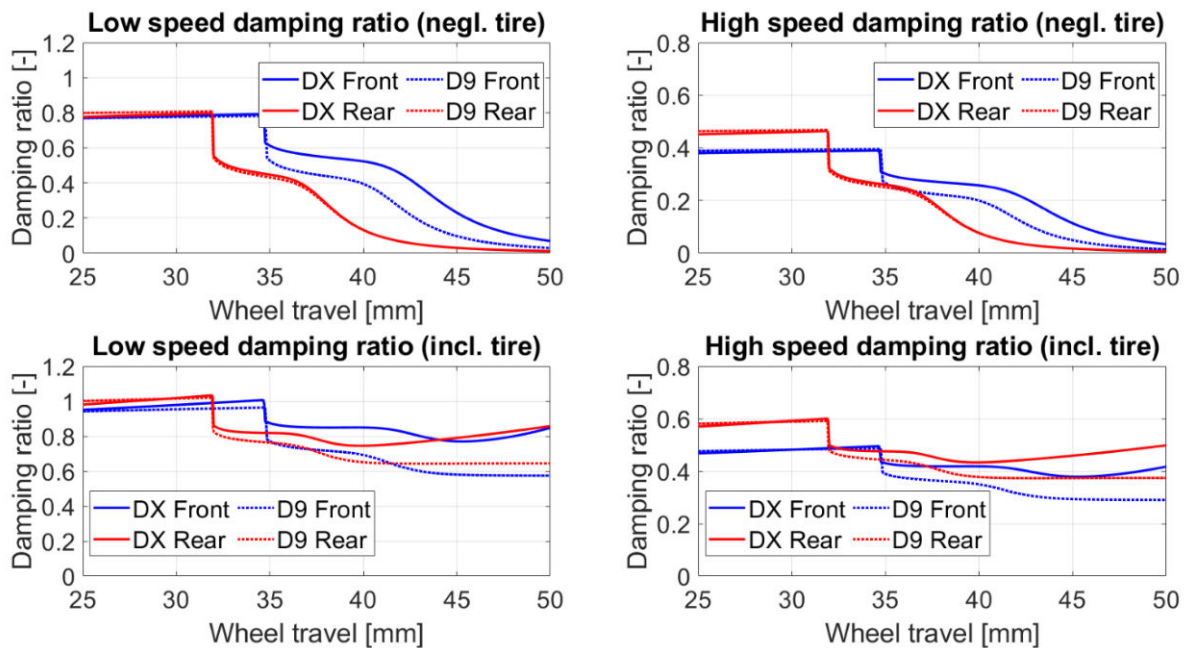 Low speed damping ratio (negl. tire)
Damping ratio [-]
1.2
1
0.8
0.6
0.4
0.2
0
25 30 35 40 45 50
Wheel travel [mm]
DX Front D9 Front
DX Rear D9 Rear
High speed damping ratio (negl. tire)
Damping ratio [-]
0.8
0.6
0.4
0.2
0
25 30 35 40 45 50
Wheel travel [mm]
DX Front D9 Front
DX Rear D9 Rear
Low speed damping ratio (incl. tire)
Damping ratio [-]
1.2
1
0.8
0.6
0.4
0.2
0
25 30 35 40 45 50
Wheel travel [mm]
DX Front D9 Front
DX Rear D9 Rear
High speed damping ratio (incl. tire)
Damping ratio [-]
0.8
0.6
0.4
0.2
0
25 30 35 40 45 50
Wheel travel [mm]
DX Front D9 Front
DX Rear D9 Rear